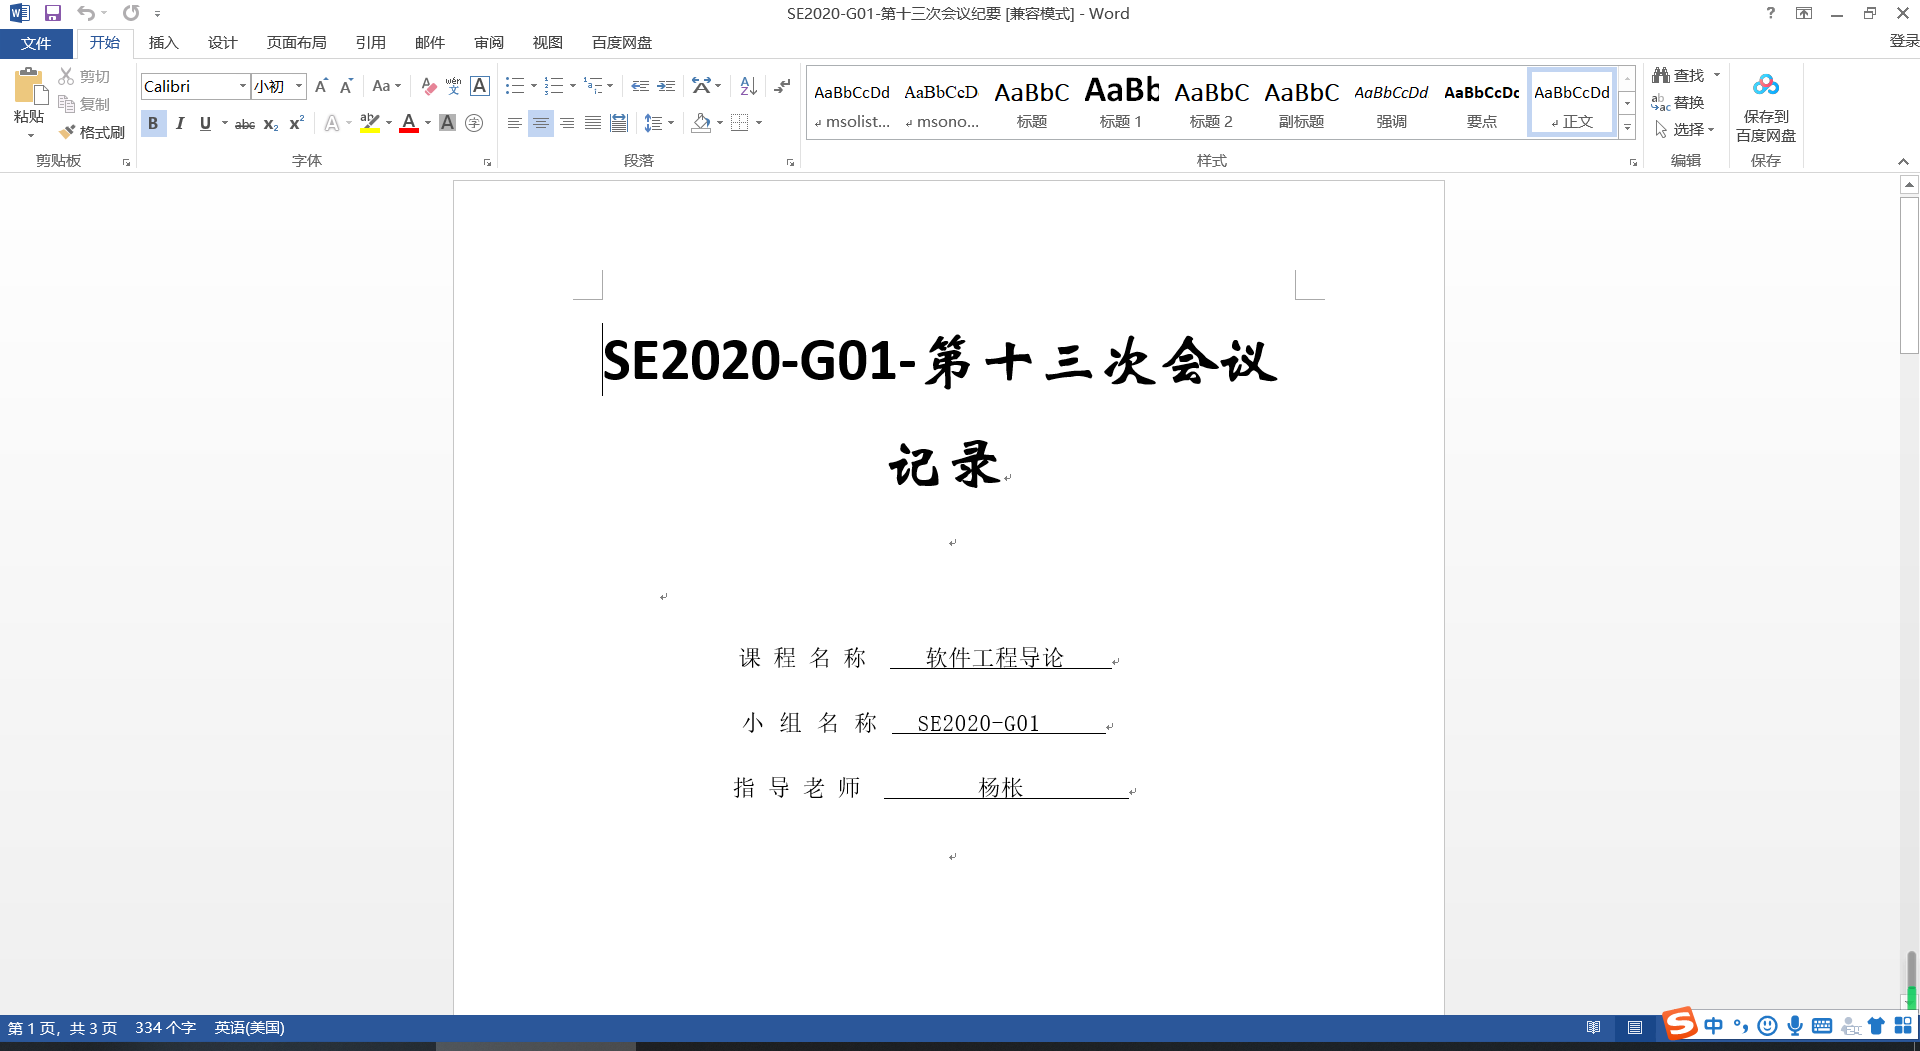 SE2020-G01-第十三次会议纪要 [兼容模式] - Word
?
文件 开始 插入 设计 页面布局 引用 邮件 审阅 视图 百度网盘 登录
粘贴
剪切
复制
格式刷
剪贴板
Calibri 小初 Aa wén 文 A
B I U abc X₂ X² A ab A A 字
字体
段落
AaBbCcDd AaBbCcD AaBbC AaBb AaBbC AaBbC AaBbCcDd AaBbCcDc AaBbCcDd
msolist... msono... 标题 标题 1 标题 2 副标题 强调 要点 正文
样式
查找
替换
选择
编辑
保存到
百度网盘
保存
SE2020-G01-第十三次会议
记录
课 程 名 称 软件工程导论
小 组 名 称 SE2020-G01
指 导 老 师 杨枨
第 1 页，共 3 页 334 个字 英语(美国)
中